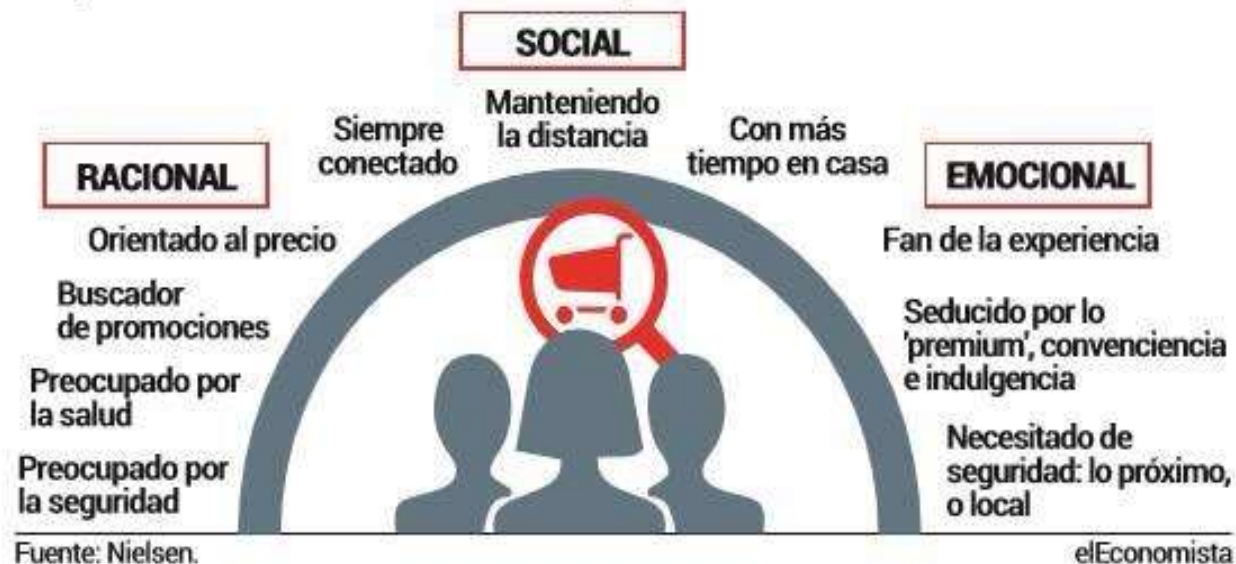 SOCIAL
Manteniendo
la distancia
Siempre
conectado
Con más
tiempo en casa
RACIONAL
Orientado al precio
Buscador
de promociones
Preocupado por
la salud
Preocupado por
la seguridad
EMOCIONAL
Fan de la experiencia
Seducido por lo
'premium', convenciencia
e indulgencia
Necesitado de
seguridad: lo próximo,
o local
Fuente: Nielsen.
elEconomista